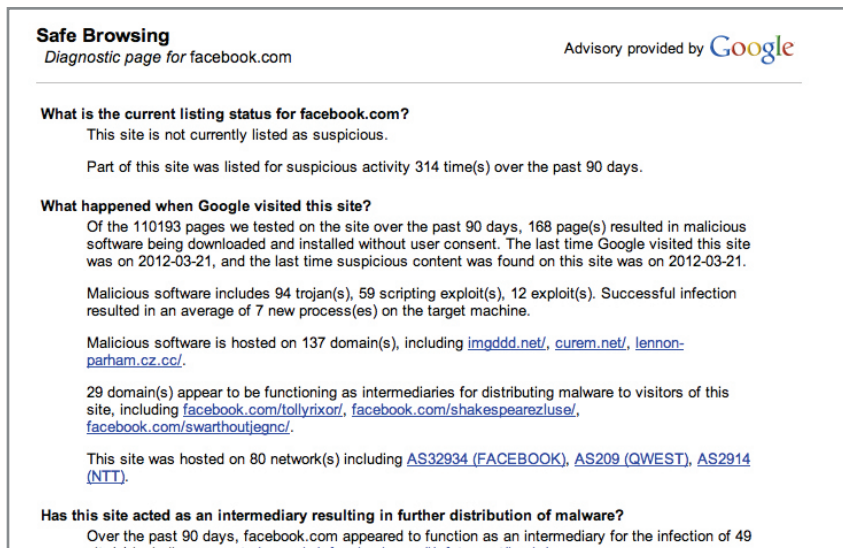 Safe Browsing
Diagnostic page for facebook.com
Advisory provided by Google
What is the current listing status for facebook.com?
This site is not currently listed as suspicious.
Part of this site was listed for suspicious activity 314 time(s) over the past 90 days.
What happened when Google visited this site?
Of the 110193 pages we tested on the site over the past 90 days, 168 page(s) resulted in malicious
software being downloaded and installed without user consent. The last time Google visited this site
was on 2012-03-21, and the last time suspicious content was found on this site was on 2012-03-21.
Malicious software includes 94 trojan(s), 59 scripting exploit(s), 12 exploit(s). Successful infection
resulted in an average of 7 new process(es) on the target machine.
Malicious software is hosted on 137 domain(s), including imgddd.net/, curem.net/, lennon-
parham.cz.cc/.
29 domain(s) appear to be functioning as intermediaries for distributing malware to visitors of this
site, including facebook.com/tollyrixor/, facebook.com/shakespearezluse/,
facebook.com/swarthoutjegnc/.
This site was hosted on 80 network(s) including AS32934 (FACEBOOK), AS209 (QWEST), AS2914
(NTT).
Has this site acted as an intermediary resulting in further distribution of malware?
Over the past 90 days, facebook.com appeared to function as an intermediary for the infection of 49